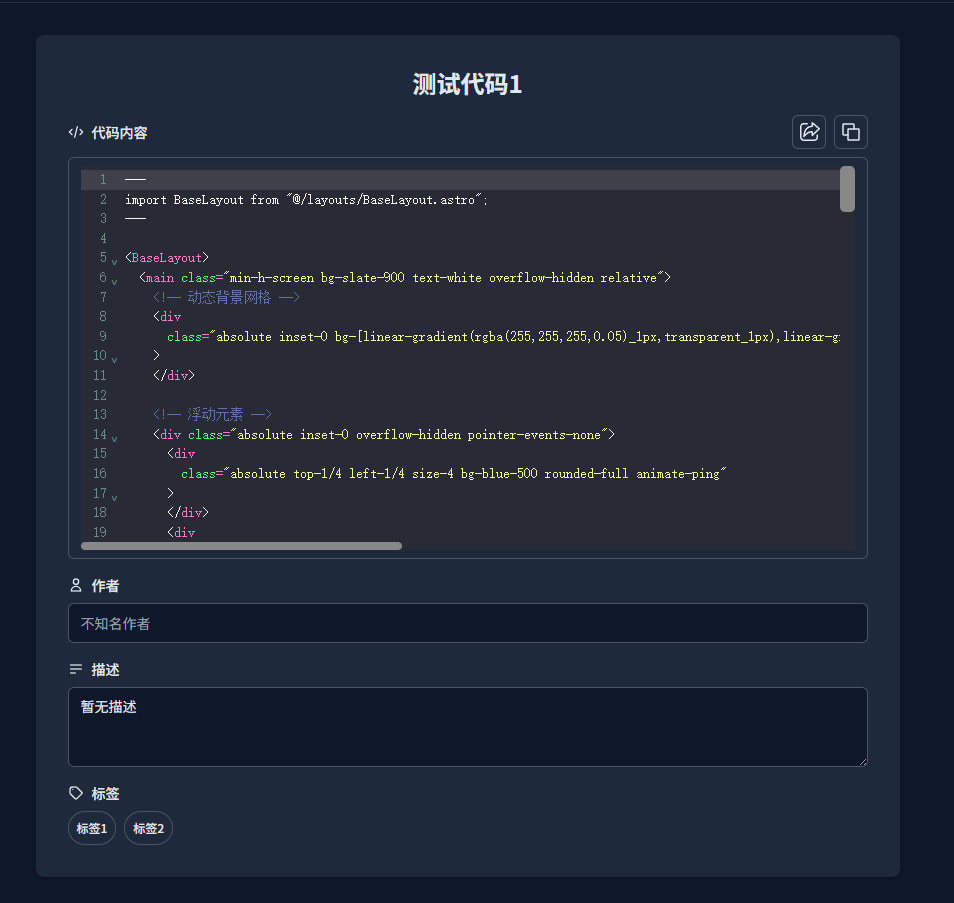 测试代码1
</> 代码内容
1 ---
2 import BaseLayout from "@/layouts/BaseLayout.astro";
3 ---
4
5 <BaseLayout>
6 <main class="min-h-screen bg-slate-900 text-white overflow-hidden relative">
7 <!-- 动态背景网格 -->
8 <div
9 class="absolute inset-0 bg-[linear-gradient(rgba(255,255,255,0.05)_1px,transparent_1px),linear-g
10 >
11 </div>
12
13 <!-- 浮动元素 -->
14 <div class="absolute inset-0 overflow-hidden pointer-events-none">
15 <div
16 class="absolute top-1/4 left-1/4 size-4 bg-blue-500 rounded-full animate-ping"
17 >
18 </div>
19 <div
作者
不知名作者
描述
暂无描述
标签
标签1 标签2